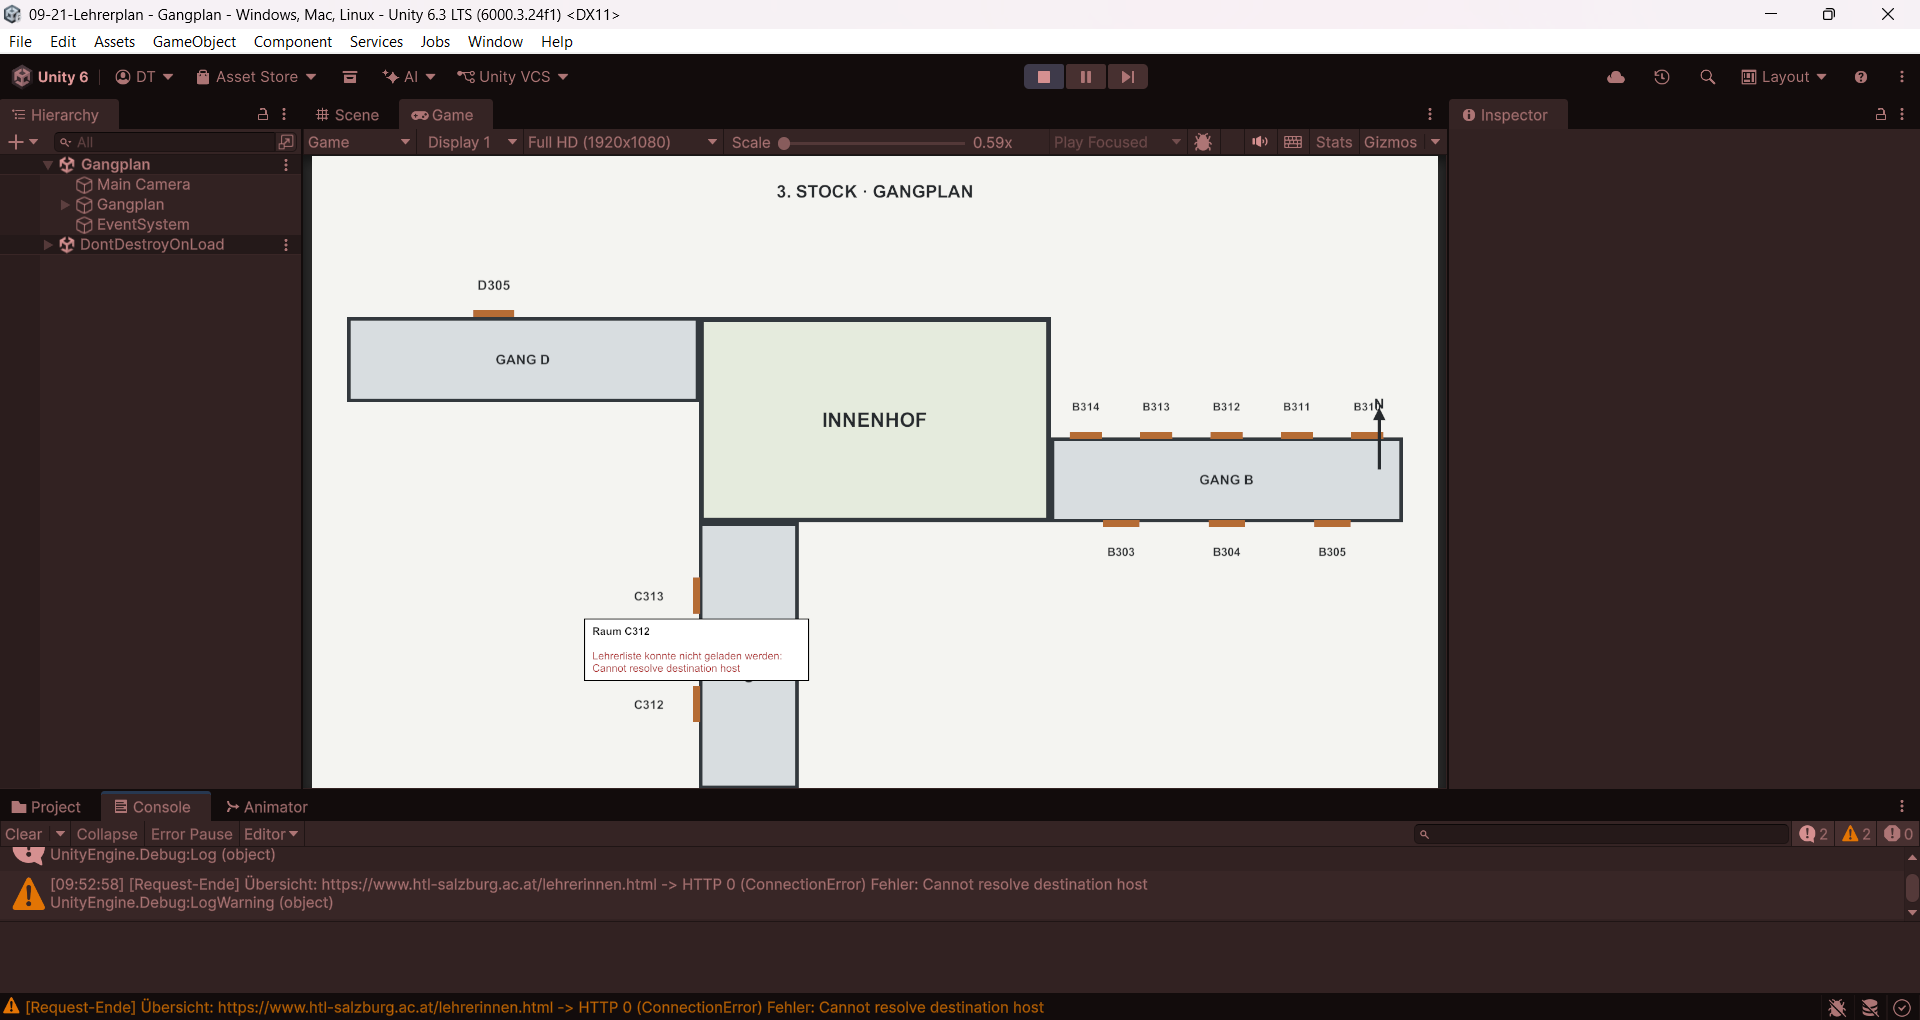 09-21-Lehrerplan - Gangplan - Windows, Mac, Linux - Unity 6.3 LTS (6000.3.24f1) <DX11>
File Edit Assets GameObject Component Services Jobs Window Help
Unity 6 DT Asset Store AI Unity VCS Layout
Hierarchy Scene Game Inspector
All Game Display 1 Full HD (1920x1080) Scale 0.59x Play Focused Stats Gizmos
Gangplan
Main Camera
Gangplan
EventSystem
DontDestroyOnLoad
3. STOCK · GANGPLAN
D305
GANG D
INNENHOF
B314 B313 B312 B311
N
GANG B
B303 B304 B305
C313
Raum C312
Lehrerliste konnte nicht geladen werden:
Cannot resolve destination host
C312
Project Console Animator
Clear Collapse Error Pause Editor 2 2 0
UnityEngine.Debug:Log (object)
[09:52:58] [Request-Ende] Übersicht: https://www.htl-salzburg.ac.at/lehrerinnen.html -> HTTP 0 (ConnectionError) Fehler: Cannot resolve destination host
UnityEngine.Debug:LogWarning (object)
[Request-Ende] Übersicht: https://www.htl-salzburg.ac.at/lehrerinnen.html -> HTTP 0 (ConnectionError) Fehler: Cannot resolve destination host